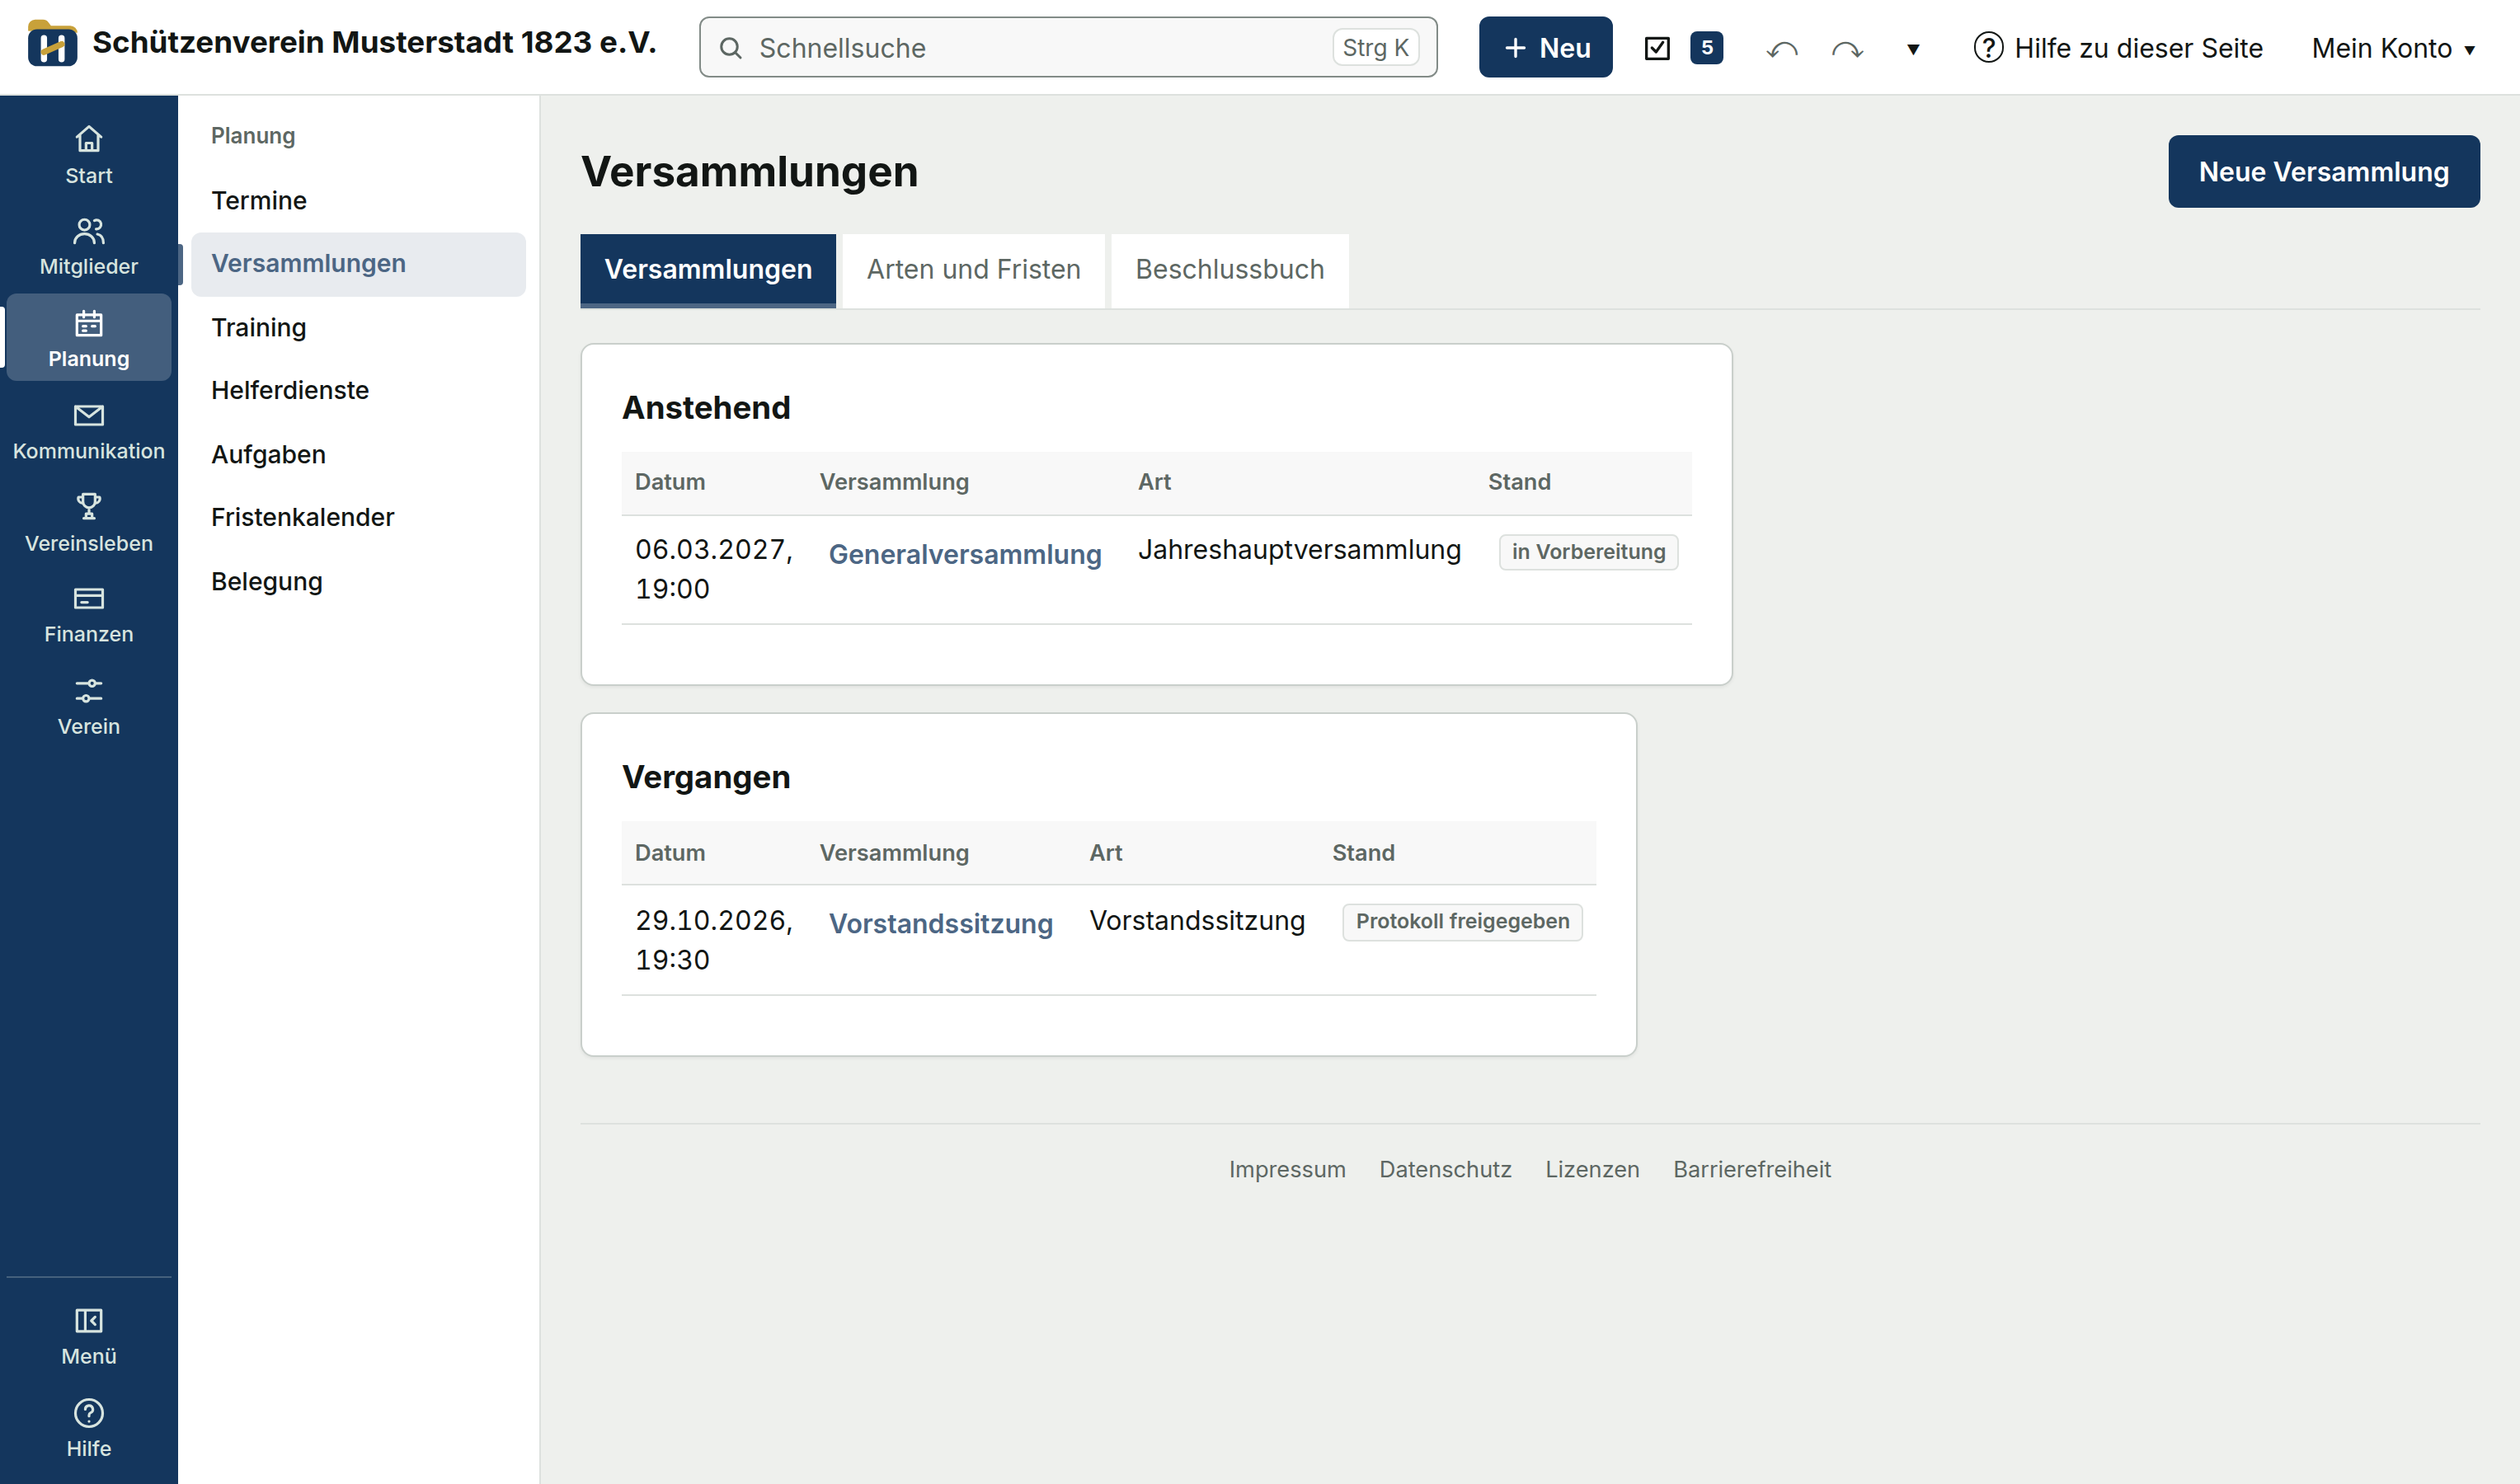 Schützenverein Musterstadt 1823 e.V.
Schnellsuche
Strg K
Neu
5
Hilfe zu dieser Seite
Mein Konto
Start
Mitglieder
Planung
Kommunikation
Vereinsleben
Finanzen
Verein
Menü
Hilfe
Planung
Termine
Versammlungen
Training
Helferdienste
Aufgaben
Fristenkalender
Belegung
Versammlungen
Neue Versammlung
Versammlungen
Arten und Fristen
Beschlussbuch
Anstehend
Datum Versammlung Art Stand
06.03.2027, Generalversammlung Jahreshauptversammlung in Vorbereitung
19:00
Vergangen
Datum Versammlung Art Stand
29.10.2026, Vorstandssitzung Vorstandssitzung Protokoll freigegeben
19:30
Impressum Datenschutz Lizenzen Barrierefreiheit